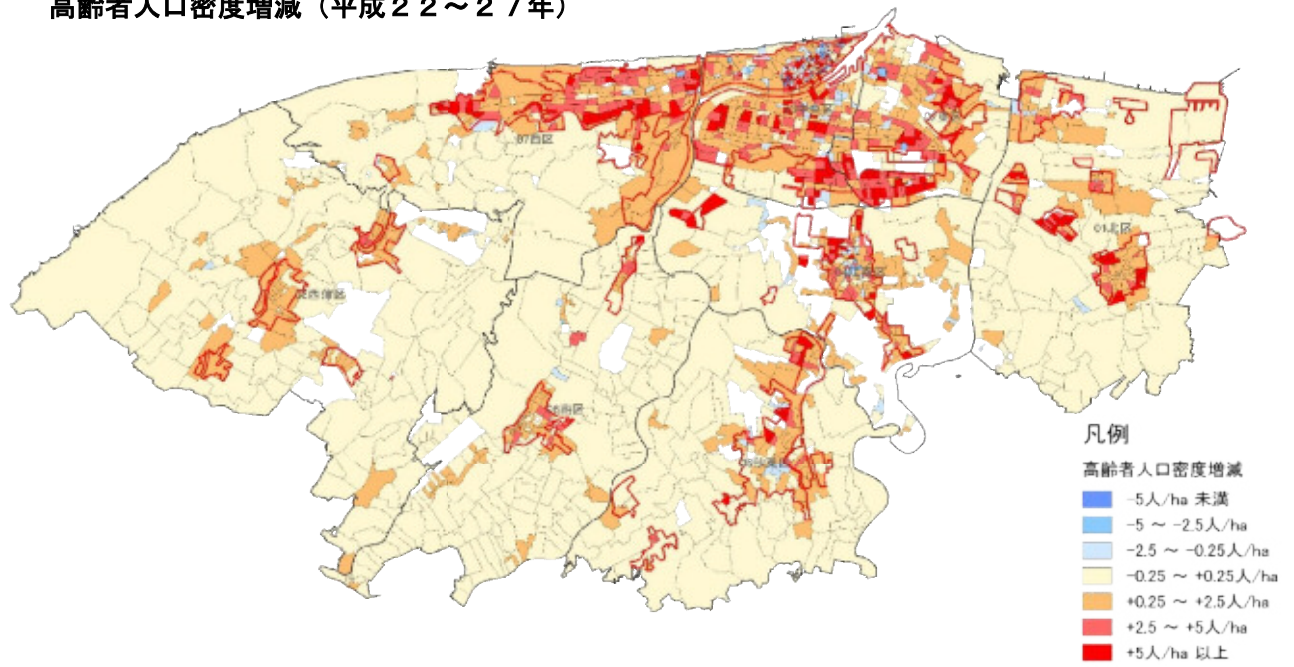 高齢者人口密度増減（平成２２～２７年）
07西区
01北区
凡例
高齢者人口密度増減
-5人/ha 未満
-5 ～ -2.5人/ha
-2.5 ～ -0.25人/ha
-0.25 ～ +0.25人/ha
+0.25 ～ +2.5人/ha
+2.5 ～ +5人/ha
+5人/ha 以上